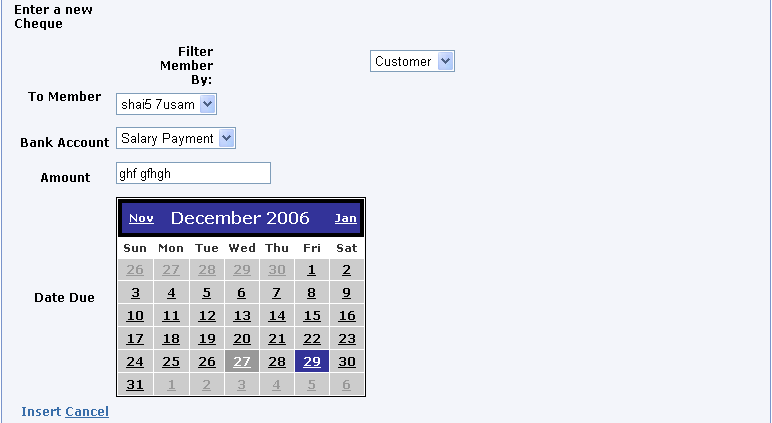 Enter a new
Cheque
Filter
Member
By:
Customer
To Member
shai5 7usam
Bank Account
Salary Payment
Amount
ghf gfhgh
Nov December 2006 Jan
Sun Mon Tue Wed Thu Fri Sat
26 27 28 29 30 1 2
3 4 5 6 7 8 9
Date Due
10 11 12 13 14 15 16
17 18 19 20 21 22 23
24 25 26 27 28 29 30
31 1 2 3 4 5 6
Insert Cancel